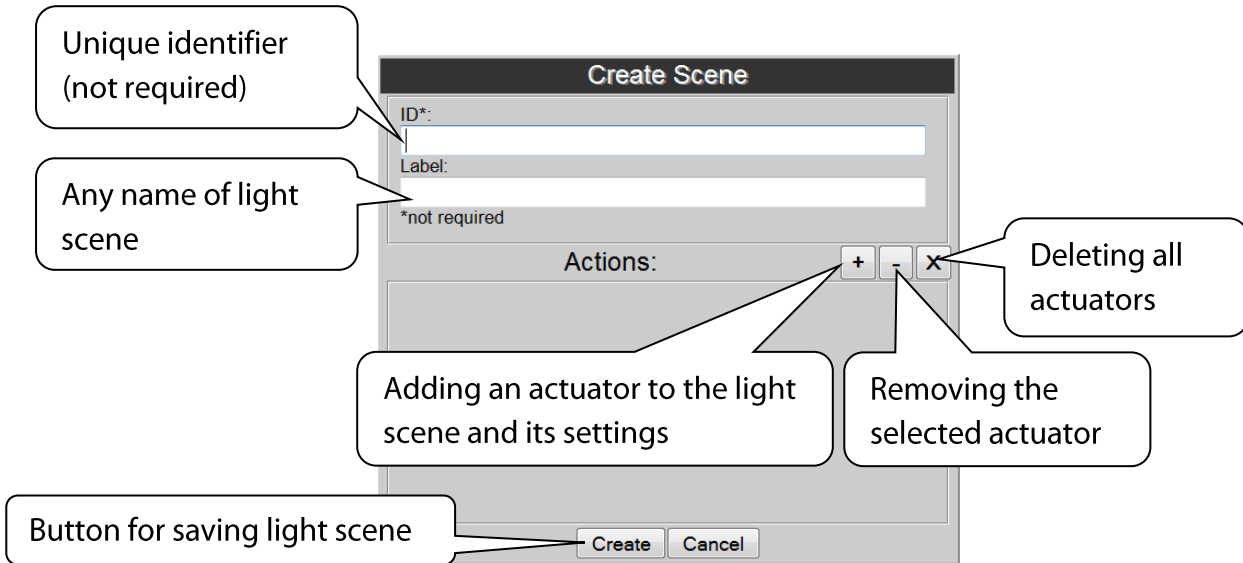 Unique identifier
(not required)
Create Scene
ID*:
Label:
Any name of light
scene
*not required
Actions:
+
-
X
Deleting all
actuators
Adding an actuator to the light
scene and its settings
Removing the
selected actuator
Button for saving light scene
Create
Cancel